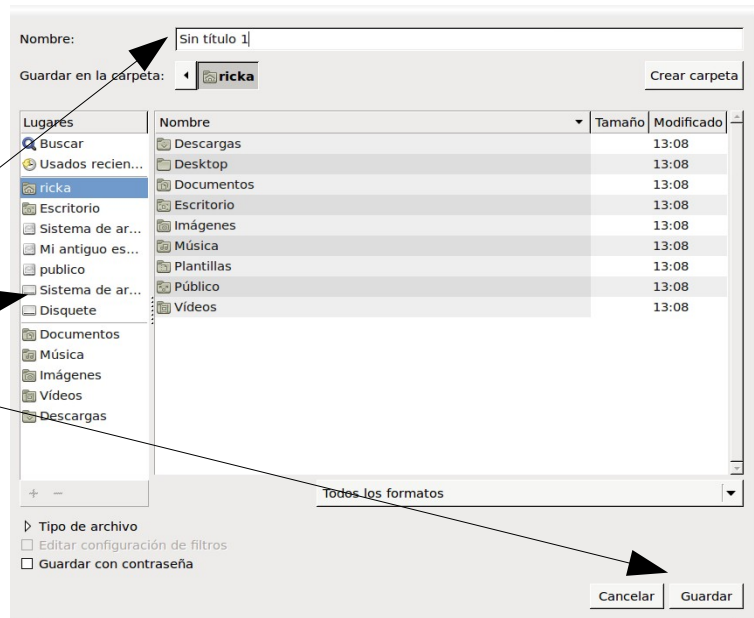 Nombre: Sin título 1
Guardar en la carpeta: ricka Crear carpeta
Lugares
Buscar
Usados recien...
ricka
Escritorio
Sistema de ar...
Mi antiguo es...
publico
Sistema de ar...
Disquete
Documentos
Música
Imágenes
Vídeos
Descargas
Nombre Tamaño Modificado
Descargas 13:08
Desktop 13:08
Documentos 13:08
Escritorio 13:08
Imágenes 13:08
Música 13:08
Plantillas 13:08
Público 13:08
Vídeos 13:08
+ −
Todos los formatos
Tipo de archivo
Editar configuración de filtros
Guardar con contraseña
Cancelar Guardar